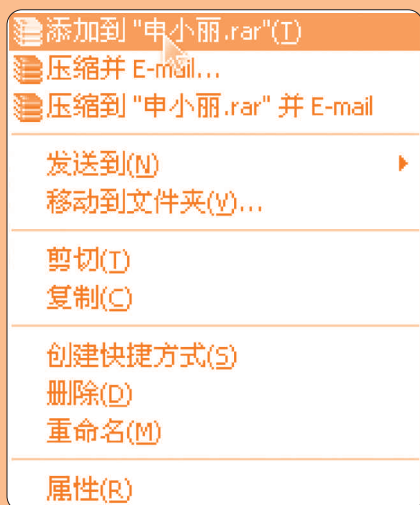 添加到 "申小丽.rar"(T)
压缩并 E-mail...
压缩到 "申小丽.rar" 并 E-mail
发送到(N)
移动到文件夹(V)...
剪切(T)
复制(C)
创建快捷方式(S)
删除(D)
重命名(M)
属性(R)